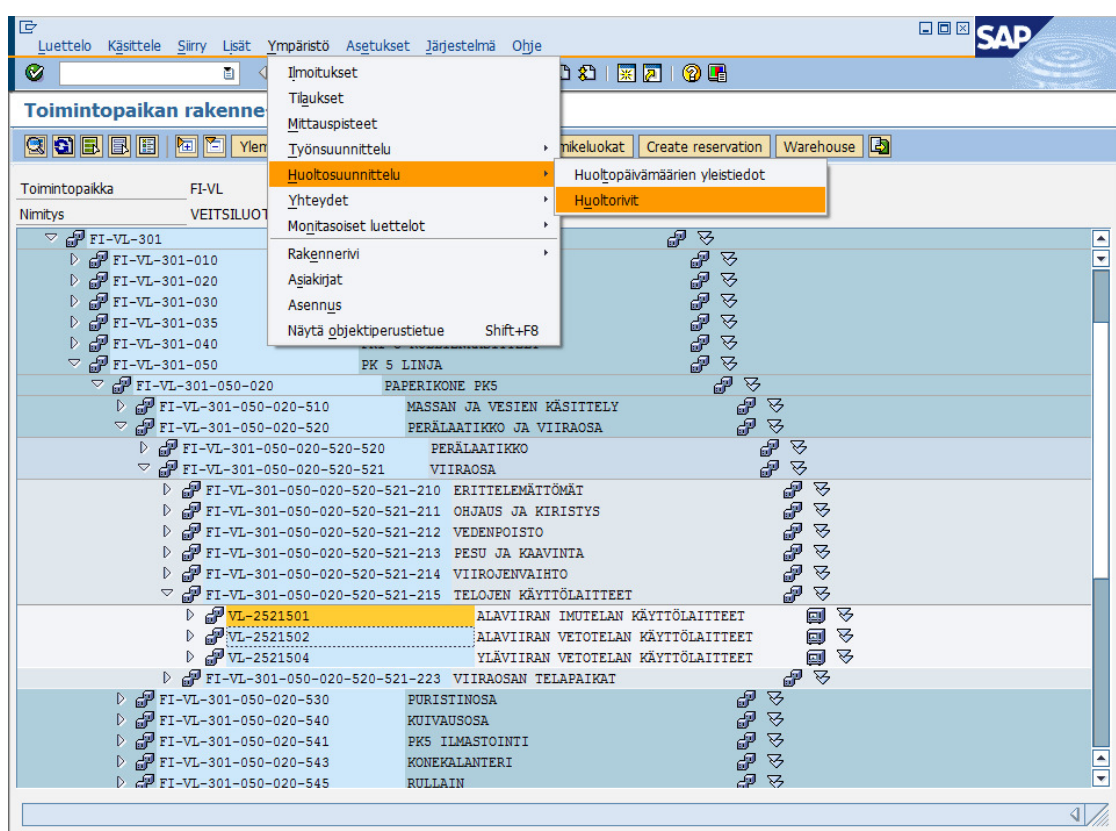 Luettelo Käsittele Siirry Lisät Ympäristö Asetukset Järjestelmä Ohje
SAP
Ilmoitukset
Tilaukset
Mittauspisteet
Työnsuunnittelu
Huoltosuunnittelu
Yhteydet
Monitasoiset luettelot
Rakennerivi
Asiakirjat
Asennus
Näytä objektiperustietue Shift+F8
Huoltopäivämäärien yleistiedot
Huoltorivit
Toimintopaikan rakenne
Create reservation Warehouse
Toimintopaikka FI-VL
Nimitys
FI-VL-301
FI-VL-301-010
FI-VL-301-020
FI-VL-301-030
FI-VL-301-035
FI-VL-301-040
FI-VL-301-050 PK 5 LINJA
FI-VL-301-050-020 PAPERIKONE PK5
FI-VL-301-050-020-510 MASSAN JA VESIEN KÄSITTELY
FI-VL-301-050-020-520 PERÄLAATIKKO JA VIIRAOSA
FI-VL-301-050-020-520-520 PERÄLAATIKKO
FI-VL-301-050-020-520-521 VIIRAOSA
FI-VL-301-050-020-520-521-210 ERITTELEMÄTTÖMÄT
FI-VL-301-050-020-520-521-211 OHJAUS JA KIRISTYS
FI-VL-301-050-020-520-521-212 VEDENPOISTO
FI-VL-301-050-020-520-521-213 PESU JA KAAVINTA
FI-VL-301-050-020-520-521-214 VIIROJENVAIHTO
FI-VL-301-050-020-520-521-215 TELOJEN KÄYTTÖLAITTEET
VL-2521501 ALAVIIRAN IMUTELAN KÄYTTÖLAITTEET
VL-2521502 ALAVIIRAN VETOTELAN KÄYTTÖLAITTEET
VL-2521504 YLÄVIIRAN VETOTELAN KÄYTTÖLAITTEET
FI-VL-301-050-020-520-521-223 VIIRAOSAN TELAPAIKAT
FI-VL-301-050-020-530 PURISTINOSA
FI-VL-301-050-020-540 KUIVAUSOSA
FI-VL-301-050-020-541 PK5 ILMASTOINTI
FI-VL-301-050-020-543 KONEKALANTERI
FI-VL-301-050-020-545 RULLAIN